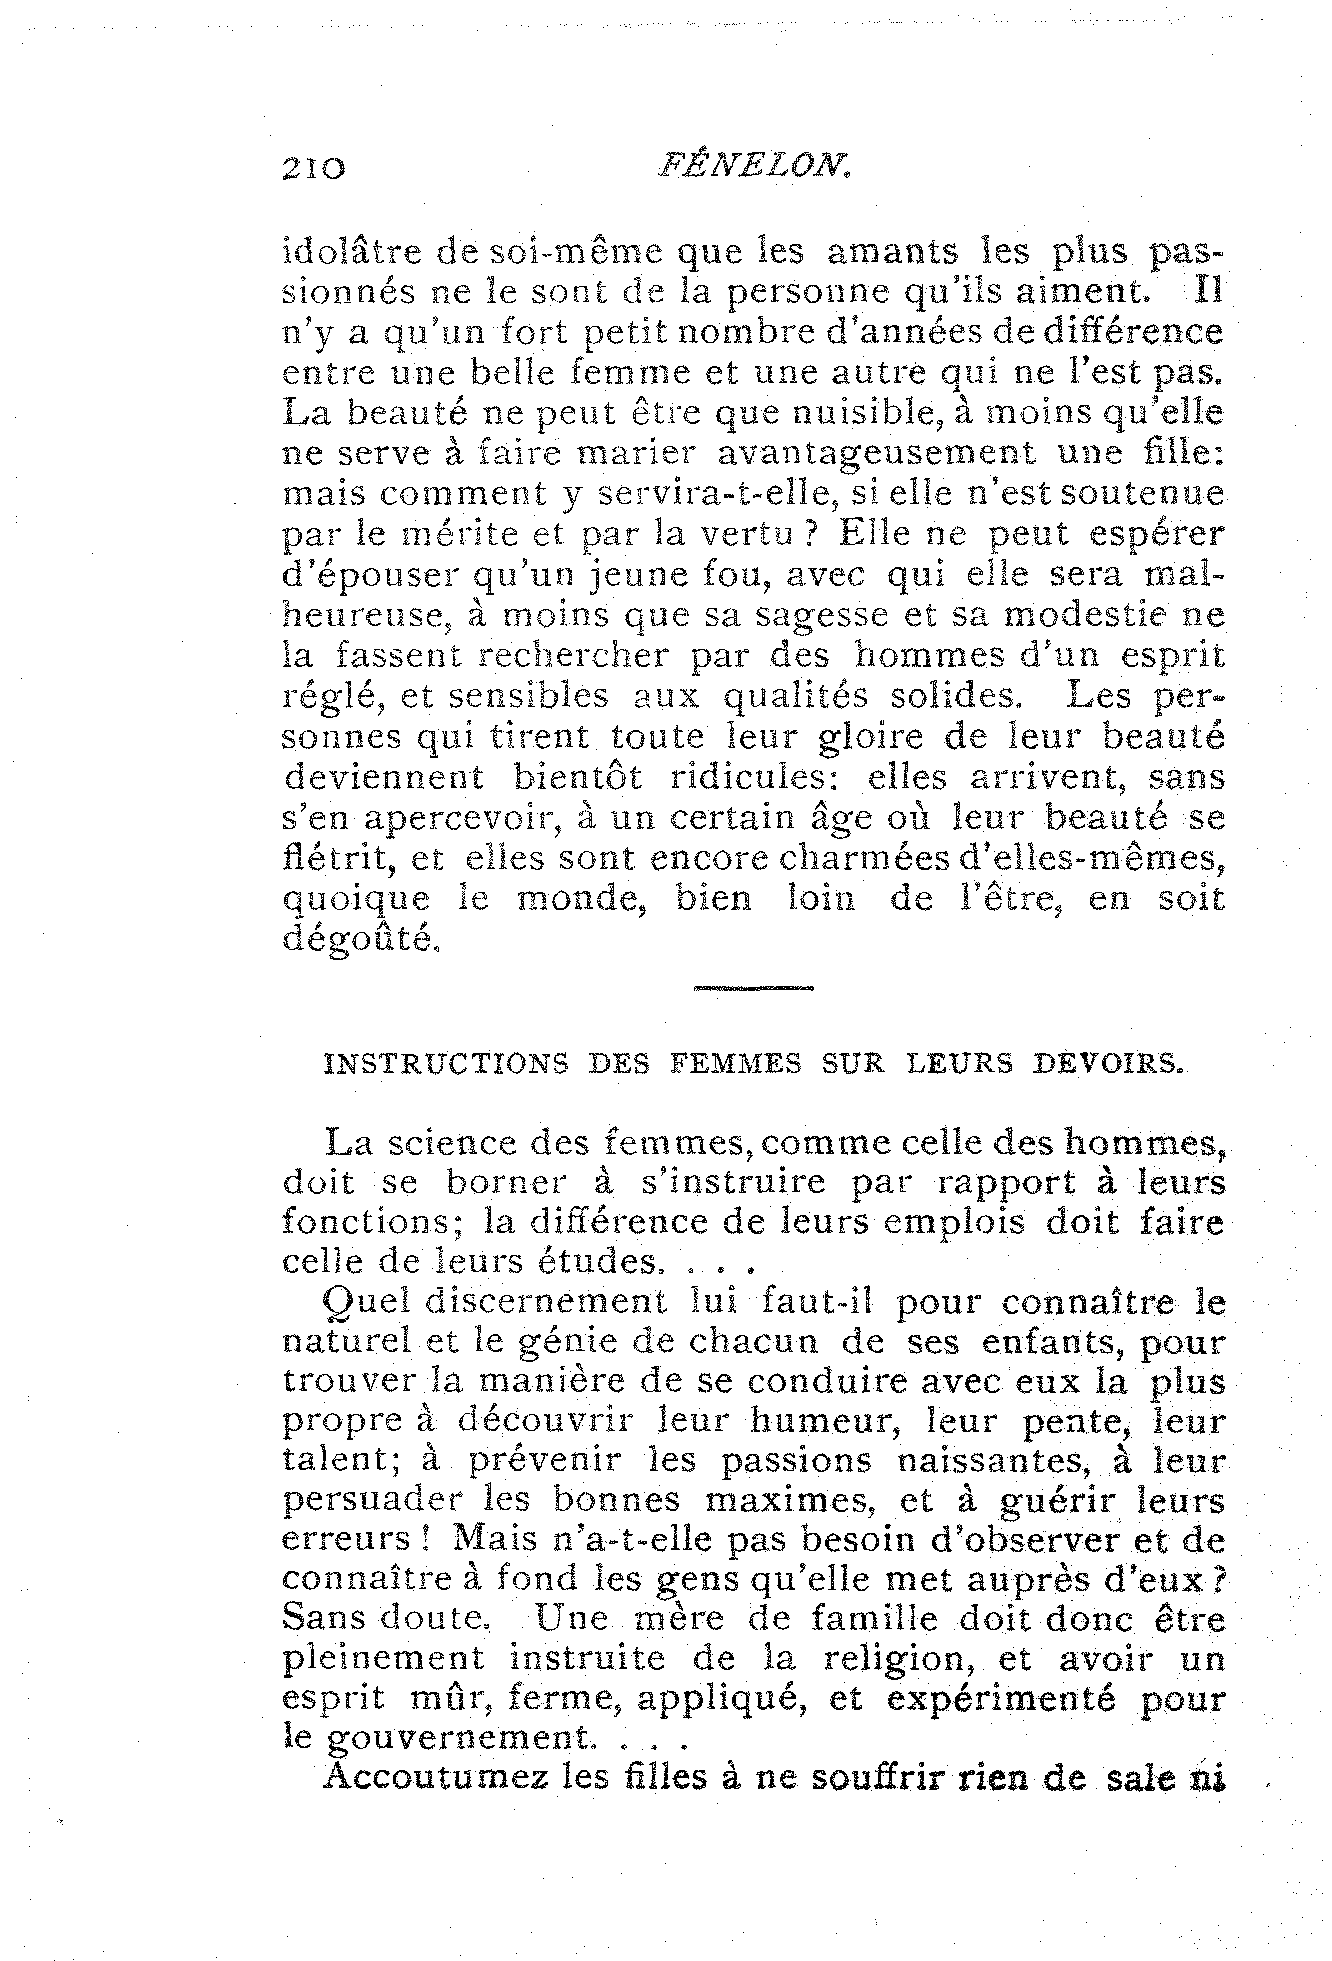 210 FÉNELON.
idolâtre de soi-même que les amants les plus pas-
sionnés ne le sont de la personne qu'ils aiment. Il
n'y a qu'un fort petit nombre d'années de différence
entre une belle femme et une autre qui ne l'est pas.
La beauté ne peut être que nuisible, à moins qu'elle
ne serve à faire marier avantageusement une fille:
mais comment y servira-t-elle, si elle n'est soutenue
par le mérite et par la vertu ? Elle ne peut espérer
d'épouser qu'un jeune fou, avec qui elle sera mal-
heureuse, à moins que sa sagesse et sa modestie ne
la fassent rechercher par des hommes d'un esprit
réglé, et sensibles aux qualités solides. Les per-
sonnes qui tirent toute leur gloire de leur beauté
deviennent bientôt ridicules: elles arrivent, sans
s'en apercevoir, à un certain âge où leur beauté se
flétrit, et elles sont encore charmées d'elles-mêmes,
quoique le monde, bien loin de l'être, en soit
dégoûté.
INSTRUCTIONS DES FEMMES SUR LEURS DEVOIRS.
La science des femmes, comme celle des hommes,
doit se borner à s'instruire par rapport à leurs
fonctions; la différence de leurs emplois doit faire
celle de leurs études. . . .
Quel discernement lui faut-il pour connaître le
naturel et le génie de chacun de ses enfants, pour
trouver la manière de se conduire avec eux la plus
propre à découvrir leur humeur, leur pente, leur
talent; à prévenir les passions naissantes, à leur
persuader les bonnes maximes, et à guérir leurs
erreurs ! Mais n'a-t-elle pas besoin d'observer et de
connaître à fond les gens qu'elle met auprès d'eux ?
Sans doute. Une mère de famille doit donc être
pleinement instruite de la religion, et avoir un
esprit mûr, ferme, appliqué, et expérimenté pour
le gouvernement. . . .
Accoutumez les filles à ne souffrir rien de sale ni